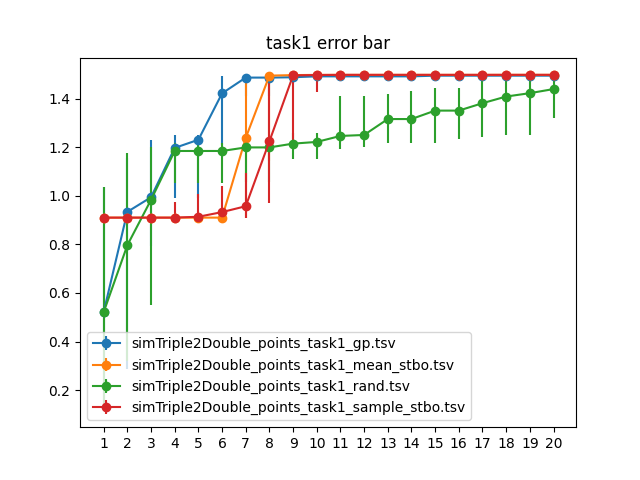 task1 error bar
1.4
1.2
1.0
0.8
0.6
0.4
0.2
simTriple2Double_points_task1_gp.tsv
simTriple2Double_points_task1_mean_stbo.tsv
simTriple2Double_points_task1_rand.tsv
simTriple2Double_points_task1_sample_stbo.tsv
1 2 3 4 5 6 7 8 9 10 11 12 13 14 15 16 17 18 19 20